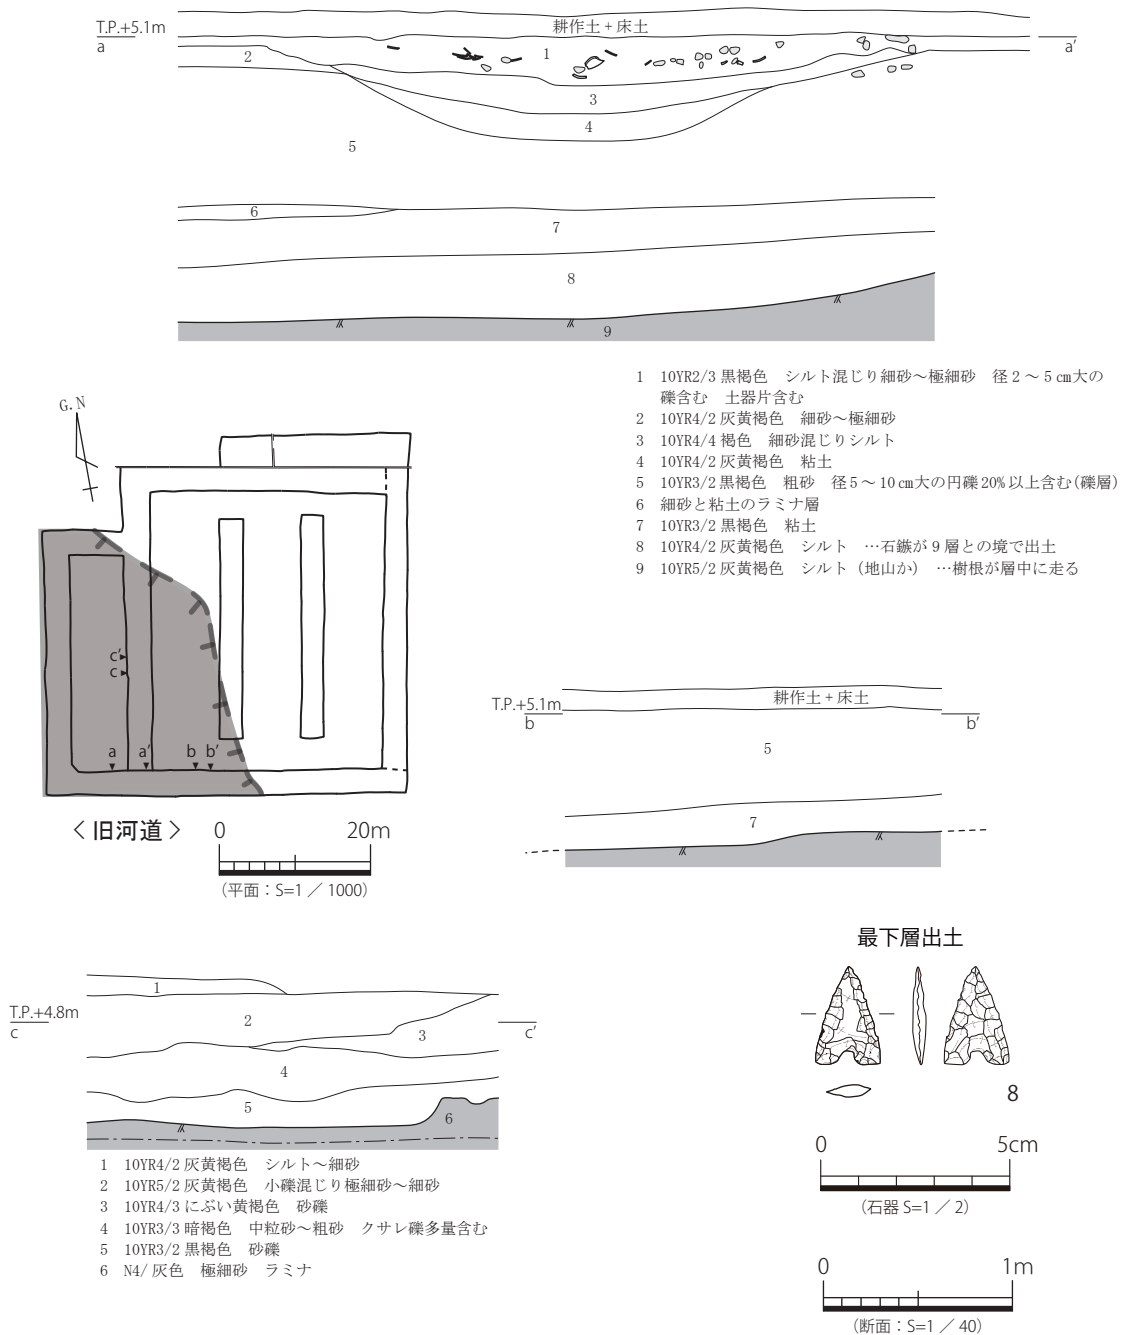 T.P.+5.1m
a
耕作土+床土
a′
1
2
3
4
5
6
7
8
9
1 10YR2/3 黒褐色 シルト混じり細砂～極細砂 径2～5㎝大の
礫含む 土器片含む
2 10YR4/2 灰黄褐色 細砂～極細砂
3 10YR4/4 褐色 細砂混じりシルト
4 10YR4/2 灰黄褐色 粘土
5 10YR3/2 黒褐色 粗砂 径5～10㎝大の円礫20%以上含む(礫層)
6 細砂と粘土のラミナ層
7 10YR3/2 黒褐色 粘土
8 10YR4/2 灰黄褐色 シルト …石鏃が9層との境で出土
9 10YR5/2 灰黄褐色 シルト(地山か) …樹根が層中に走る
G.N
c′
c
a a′ b b′
〈旧河道〉
0 20m
(平面：S=1／1000)
T.P.+5.1m
b
耕作土+床土
b′
5
7
T.P.+4.8m
c
c′
1
2
3
4
5
6
1 10YR4/2 灰黄褐色 シルト～細砂
2 10YR5/2 灰黄褐色 小礫混じり極細砂～細砂
3 10YR4/3 にぶい黄褐色 砂礫
4 10YR3/3 暗褐色 中粒砂～粗砂 クサレ礫多量含む
5 10YR3/2 黒褐色 砂礫
6 N4/ 灰色 極細砂 ラミナ
最下層出土
8
0 5cm
(石器 S=1／2)
0 1m
(断面：S=1／40)